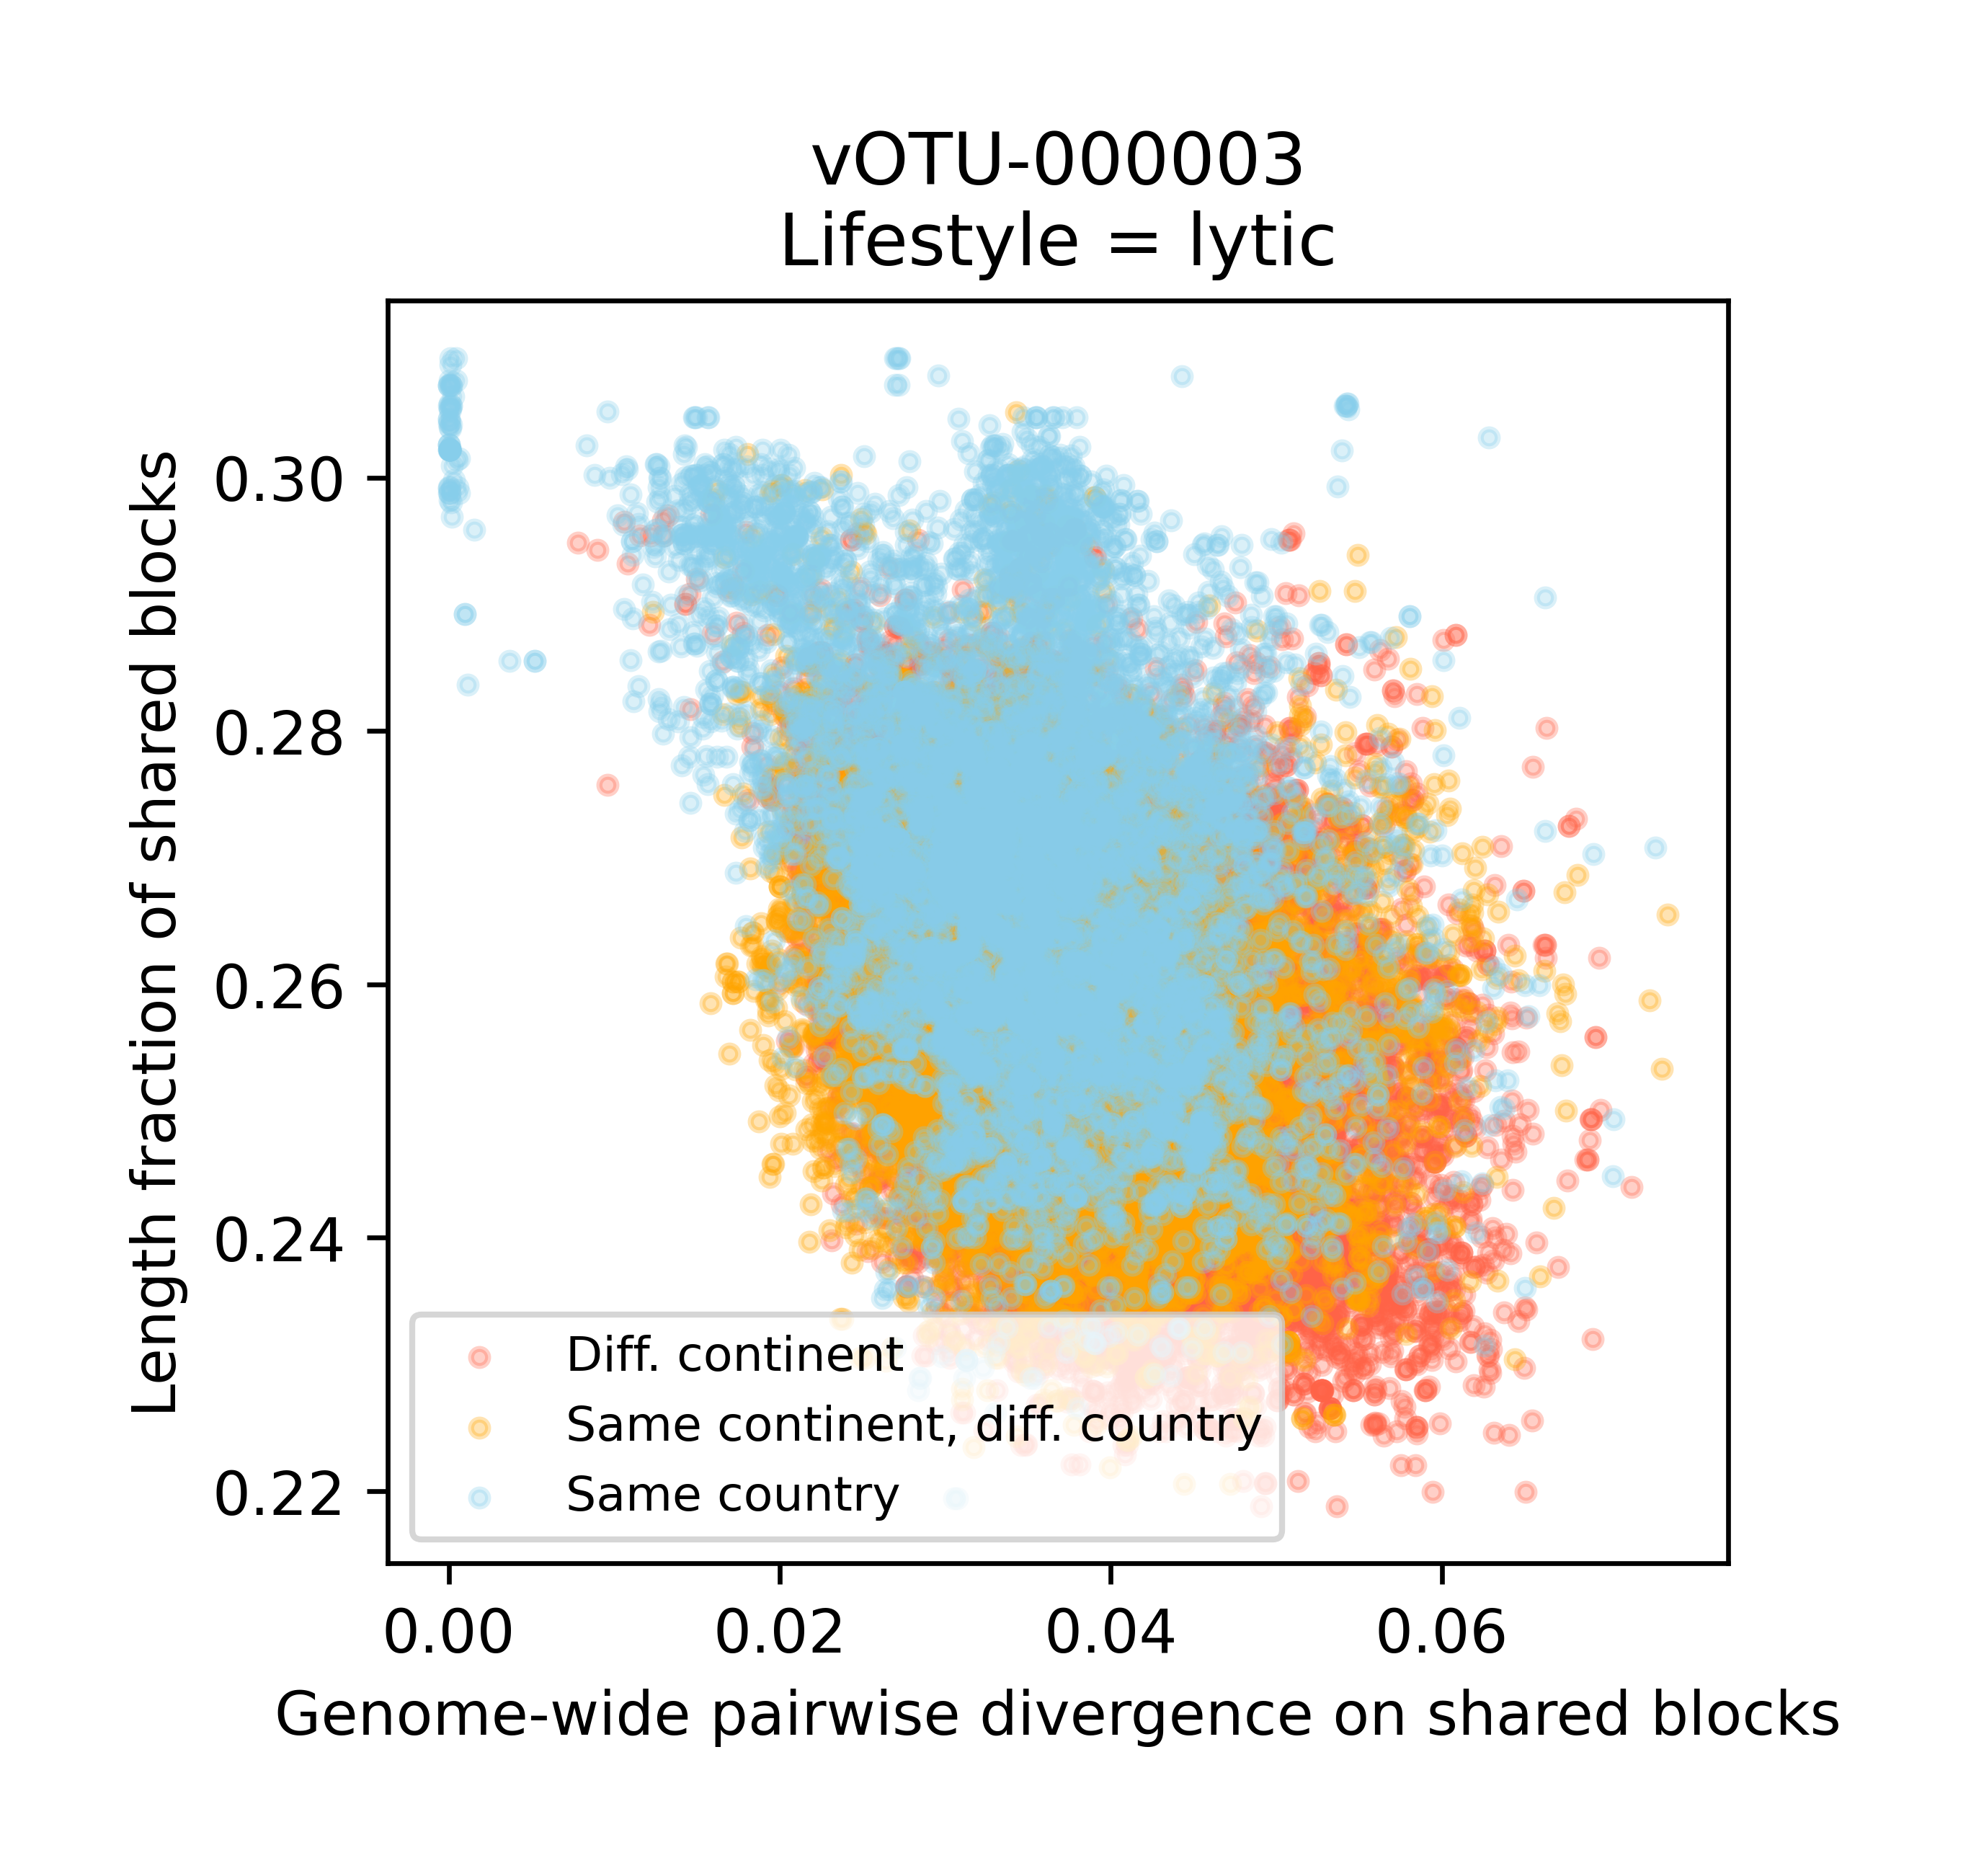 vOTU-000003
Lifestyle = lytic
Length fraction of shared blocks
0.30
0.28
0.26
0.24
0.22
Diff. continent
Same continent, diff. country
Same country
0.00 0.02 0.04 0.06
Genome-wide pairwise divergence on shared blocks